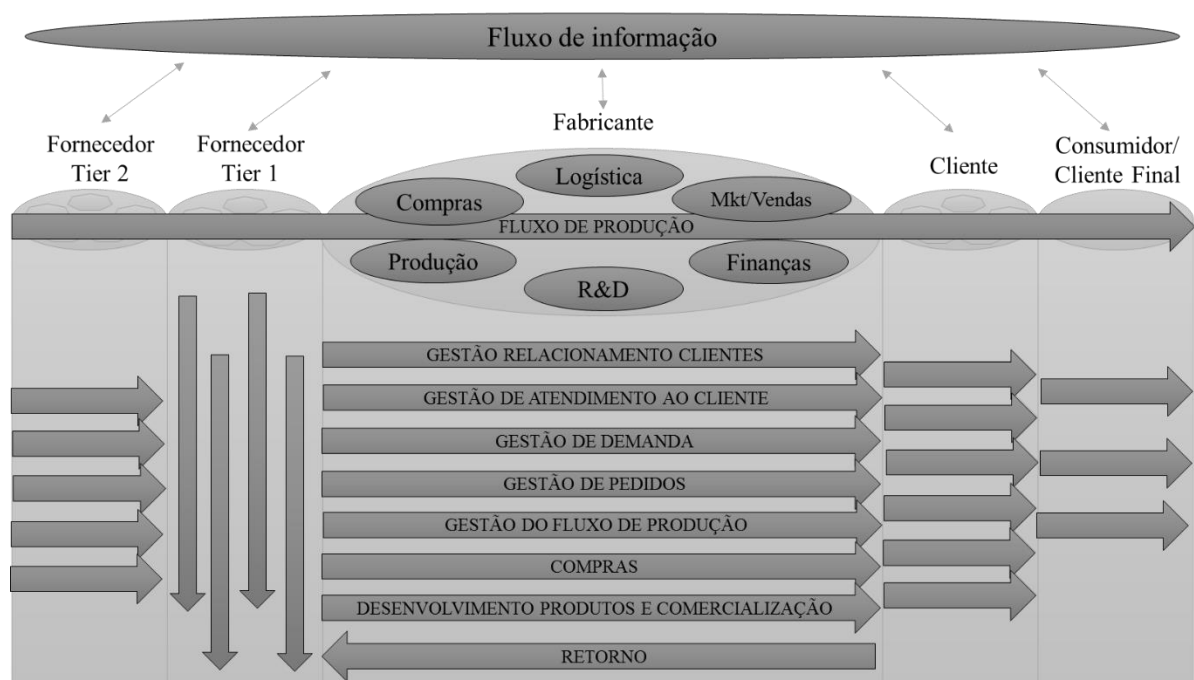 Fluxo de informação
Fornecedor
Tier 2
Fornecedor
Tier 1
Fabricante
Cliente
Consumidor/
Cliente Final
Logística
Compras
Mkt/Vendas
FLUXO DE PRODUÇÃO
Produção
Finanças
R&D
GESTÃO RELACIONAMENTO CLIENTES
GESTÃO DE ATENDIMENTO AO CLIENTE
GESTÃO DE DEMANDA
GESTÃO DE PEDIDOS
GESTÃO DO FLUXO DE PRODUÇÃO
COMPRAS
DESENVOLVIMENTO PRODUTOS E COMERCIALIZAÇÃO
RETORNO